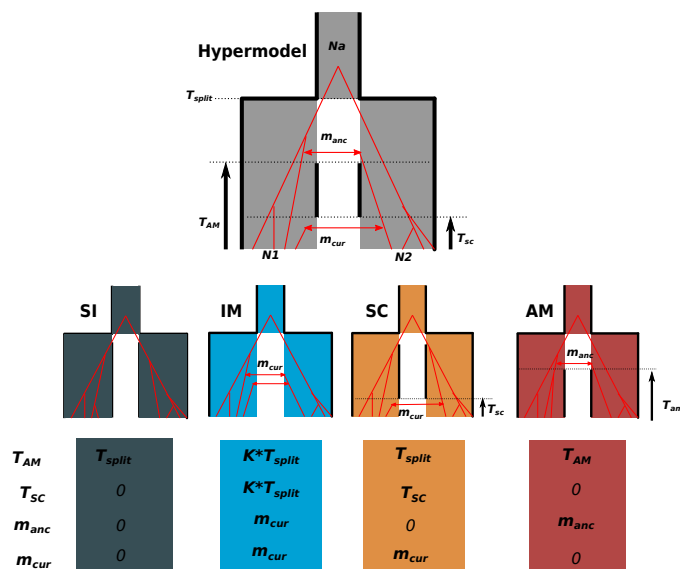 Na
Hypermodel
Tsplit
manc
TAM
Tsc
mcur
N1 N2
SI IM SC AM
manc
mcur
mcur
Tsc
Tam
TAM Tsplit K*Tsplit Tsplit TAM
TSC 0 K*Tsplit TSC 0
manc 0 mcur 0 manc
mcur 0 mcur mcur 0